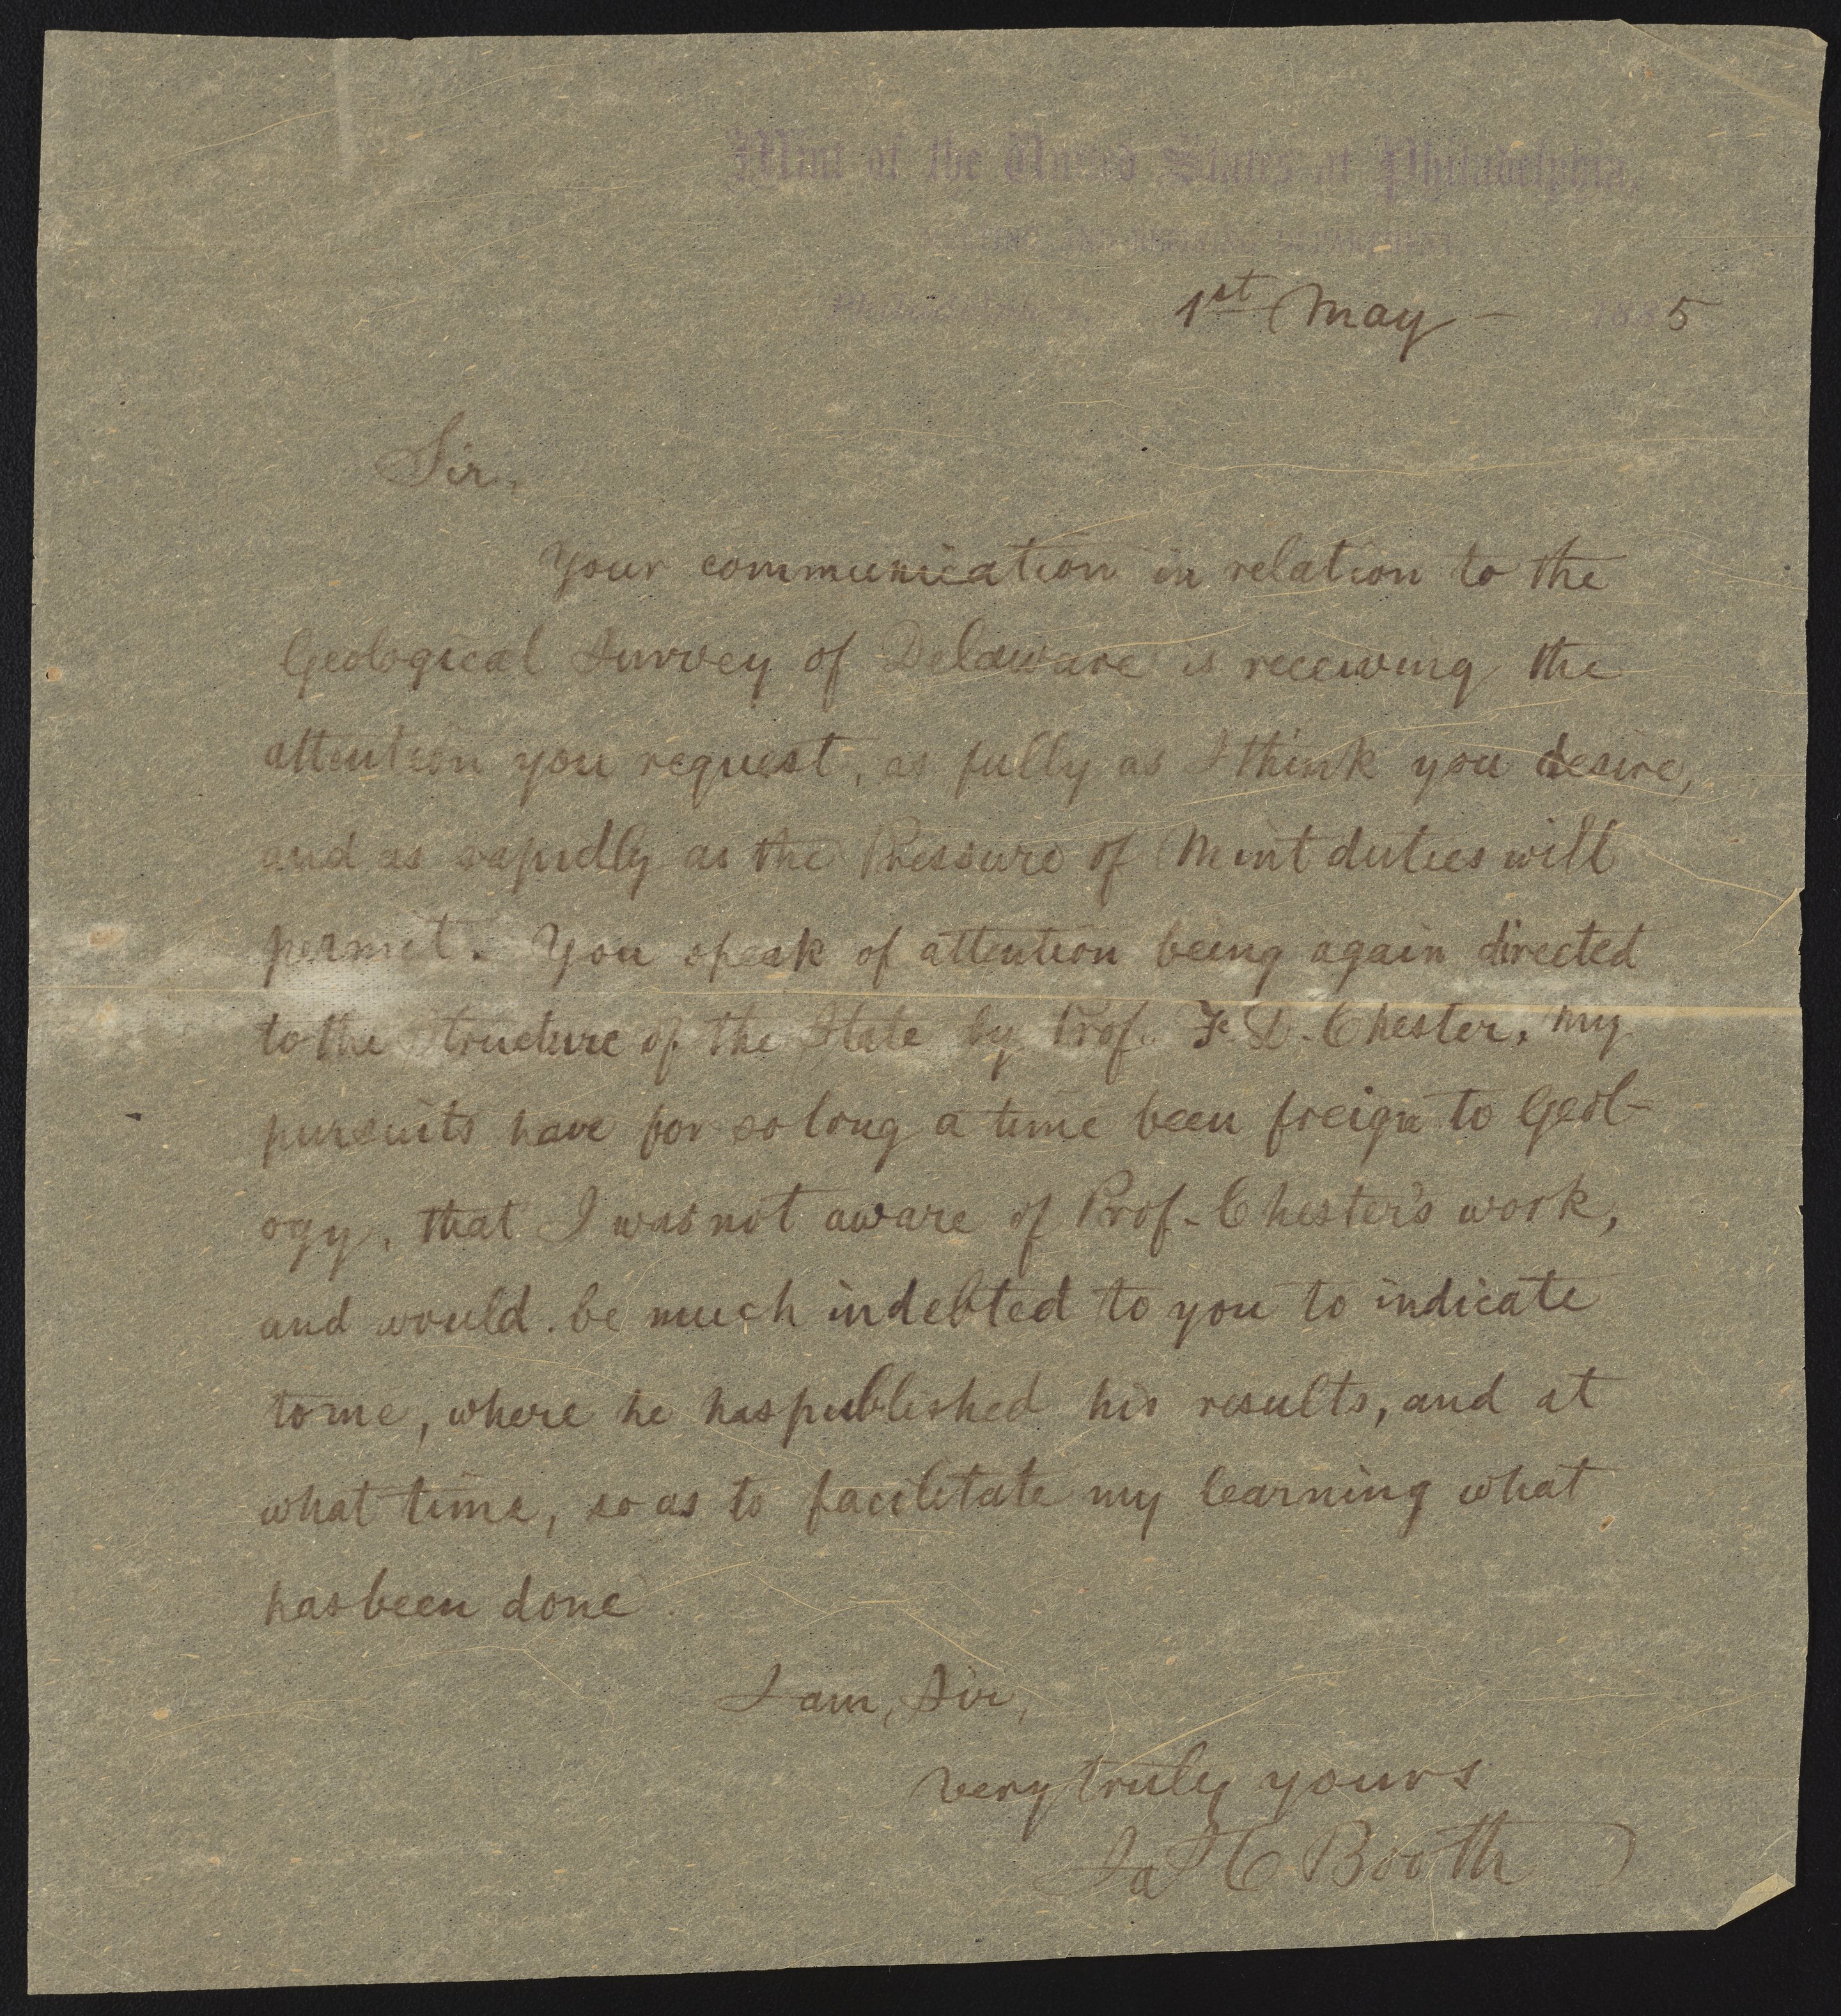 Mint of the United States at Philadelphia,
MELTING AND REFINING DEPARTMENT
Philadelphia, 1st May - 1885
Sir,
Your communication in relation to the
Geological Survey of Delaware is receiving the
attention you request, as fully as I think you desire,
and as rapidly as the Pressure of Mint duties will
permit. You speak of attention being again directed
to the Structure of the State by Prof. F. D. Chester, my
pursuits have for so long a time been freign to Geol-
ogy, that I was not aware of Prof. Chester's work,
and would be much indebted to you to indicate
to me, where he has published his results, and at
what time, so as to facilitate my learning what
has been done.
I am, Sir,
very truly yours
Jas C Booth